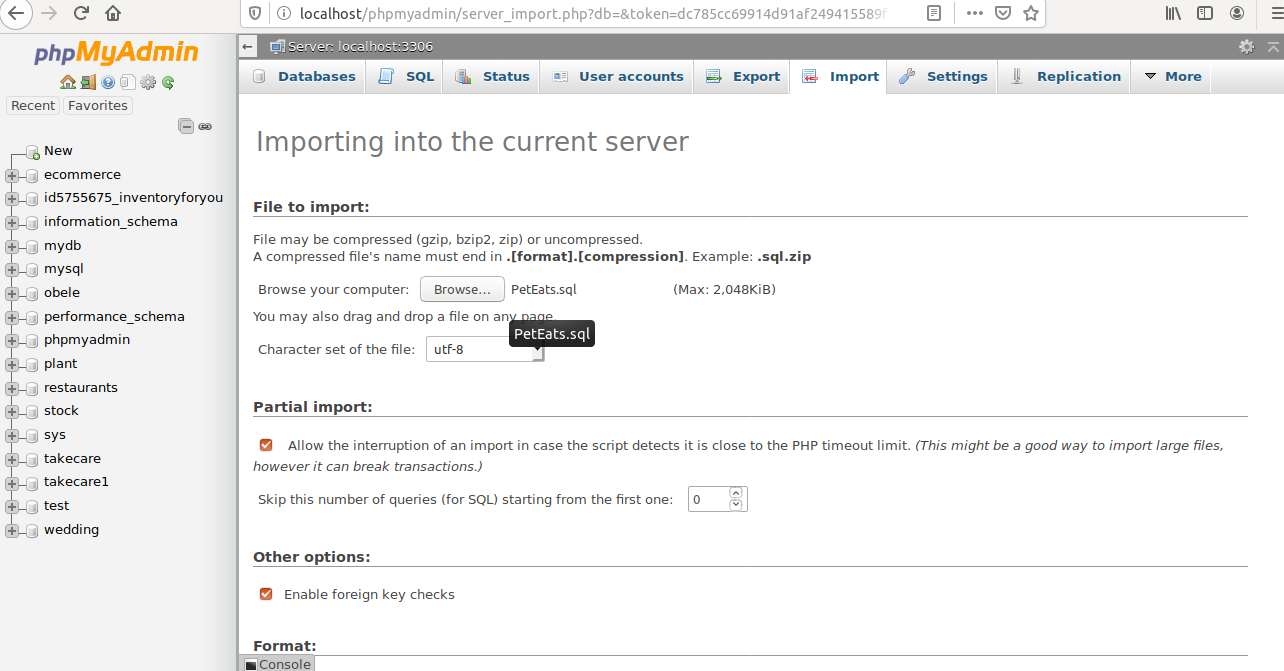 localhost/phpmyadmin/server_import.php?db=&token=dc785cc69914d91af249415589f
phpMyAdmin
Recent Favorites
New
ecommerce
id5755675_inventoryforyou
information_schema
mydb
mysql
obele
performance_schema
phpmyadmin
plant
restaurants
stock
sys
takecare
takecare1
test
wedding
Server: localhost:3306
Databases SQL Status User accounts Export Import Settings Replication More
Importing into the current server
File to import:
File may be compressed (gzip, bzip2, zip) or uncompressed.
A compressed file's name must end in .[format].[compression]. Example: .sql.zip
Browse your computer: Browse... PetEats.sql (Max: 2,048KiB)
You may also drag and drop a file on any page.
PetEats.sql
Character set of the file: utf-8
Partial import:
Allow the interruption of an import in case the script detects it is close to the PHP timeout limit. (This might be a good way to import large files,
however it can break transactions.)
Skip this number of queries (for SQL) starting from the first one: 0
Other options:
Enable foreign key checks
Format:
Console